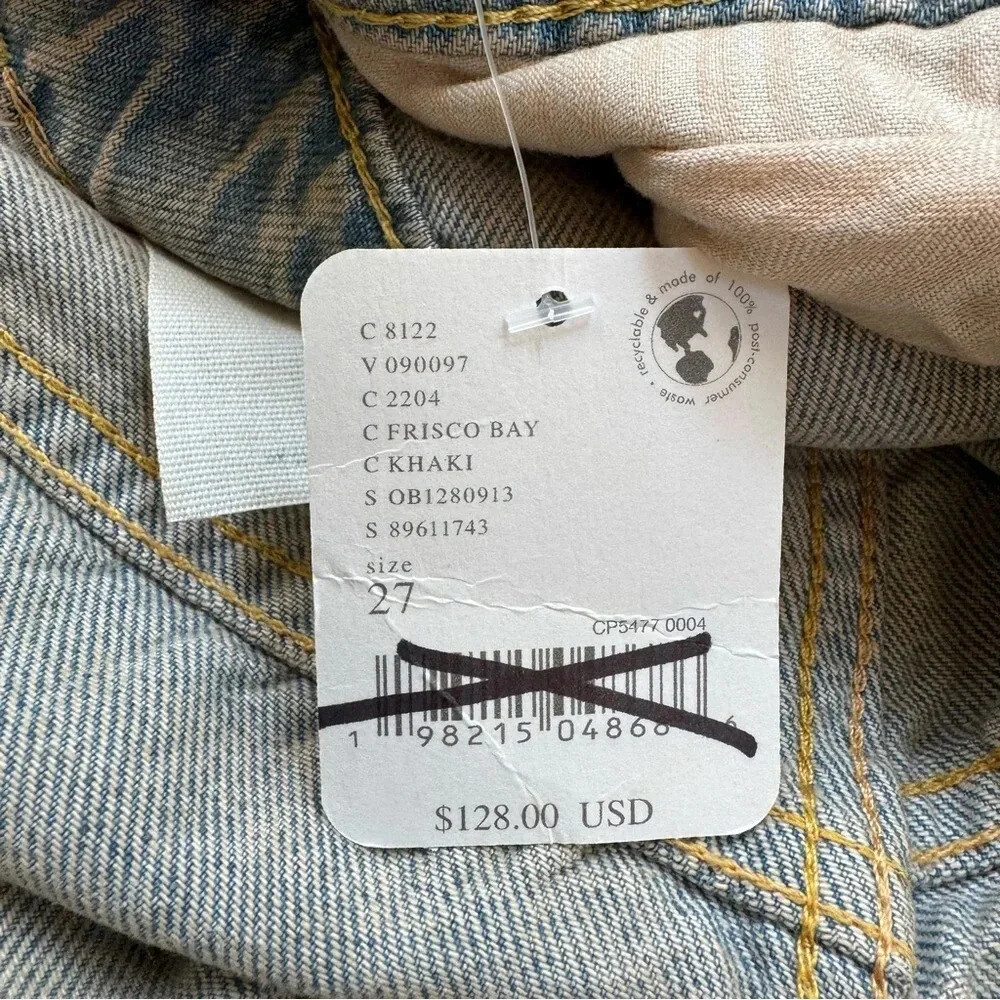 recyclable & made of 100% post-consumer waste •
C 8122
V 090097
C 2204
C FRISCO BAY
C KHAKI
S OB1280913
S 89611743
size
27
CP5477 0004
1 98215 04868 6
$128.00 USD